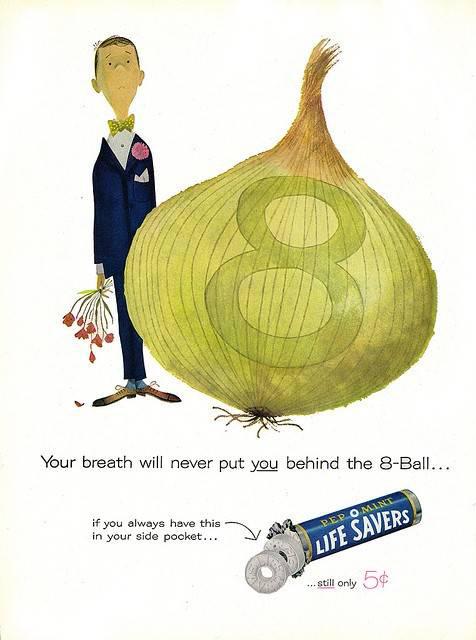 8
Your breath will never put you behind the 8-Ball...
if you always have this
in your side pocket...
PEP O MINT
LIFE SAVERS
...still only 5¢